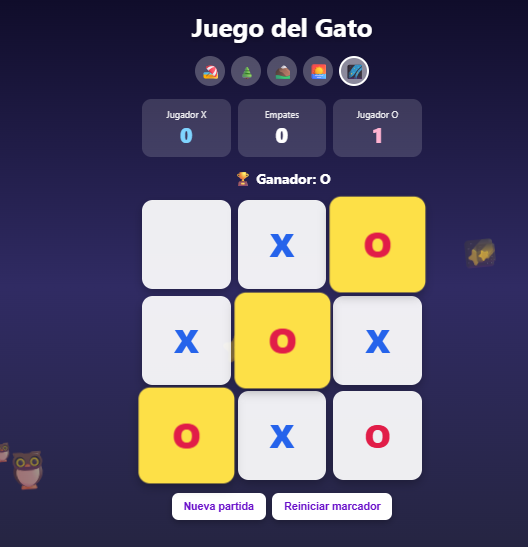 Juego del Gato
Jugador X Empates Jugador O
0 0 1
🏆 Ganador: O
X O
X O X
O X O
Nueva partida Reiniciar marcador